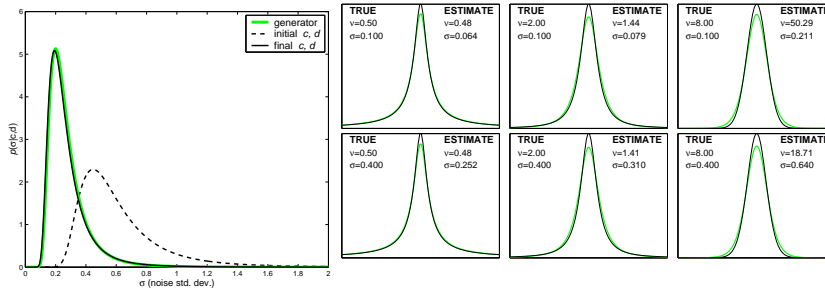 generator
initial c, d
final c, d
6
5
4
3
2
1
0
p(σ|c,d)
0 0.2 0.4 0.6 0.8 1 1.2 1.4 1.6 1.8 2
σ (noise std. dev.)
TRUE ESTIMATE
ν=0.50 ν=0.48
σ=0.100 σ=0.064
TRUE ESTIMATE
ν=2.00 ν=1.44
σ=0.100 σ=0.079
TRUE ESTIMATE
ν=8.00 ν=50.29
σ=0.100 σ=0.211
TRUE ESTIMATE
ν=0.50 ν=0.48
σ=0.400 σ=0.252
TRUE ESTIMATE
ν=2.00 ν=1.41
σ=0.400 σ=0.310
TRUE ESTIMATE
ν=8.00 ν=18.71
σ=0.400 σ=0.640